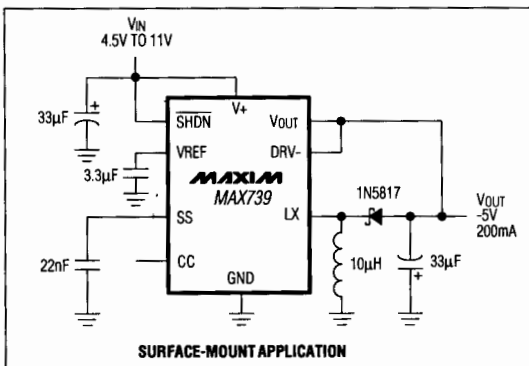 VIN
4.5V TO 11V
33µF
+
V+
SHDN
VOUT
VREF
DRV-
3.3µF
MAXIM
MAX739
1N5817
SS
LX
VOUT
-5V
200mA
22nF
CC
10µH
33µF
+
GND
SURFACE-MOUNT APPLICATION